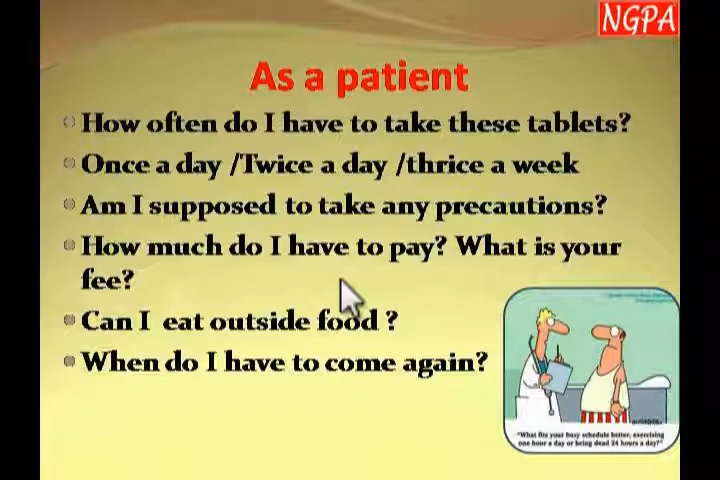 NGPA
As a patient
How often do I have to take these tablets?
Once a day /Twice a day /thrice a week
Am I supposed to take any precautions?
How much do I have to pay? What is your
fee?
Can I eat outside food ?
When do I have to come again?
"What fits your busy schedule better, exercising
one hour a day or being dead 24 hours a day?"